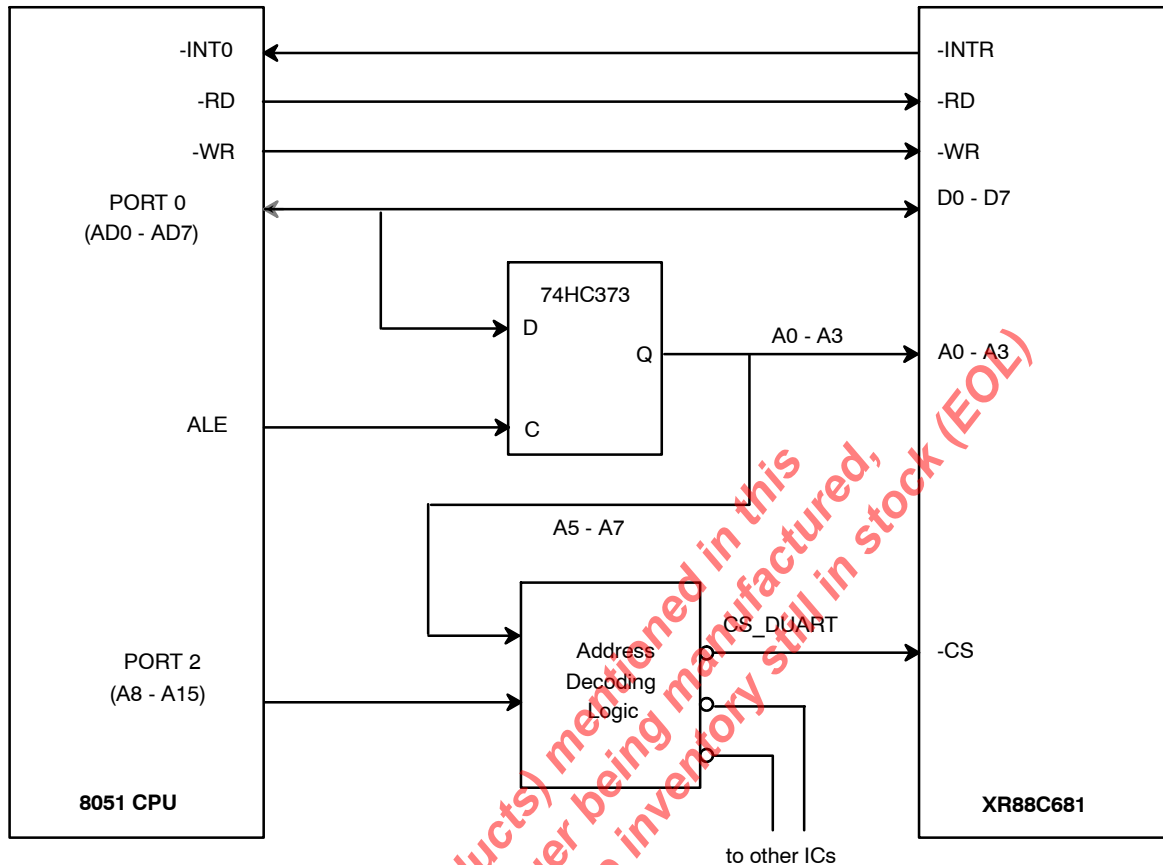 -INT0
-INTR
-RD
-RD
-WR
-WR
PORT 0
(AD0 - AD7)
D0 - D7
74HC373
D
Q
A0 - A3
A0 - A3
ALE
C
A5 - A7
CS_DUART
Address
Decoding
Logic
-CS
PORT 2
(A8 - A15)
8051 CPU
XR88C681
to other ICs
mentioned in this
being manufactured,
inventory still in stock (EOL)